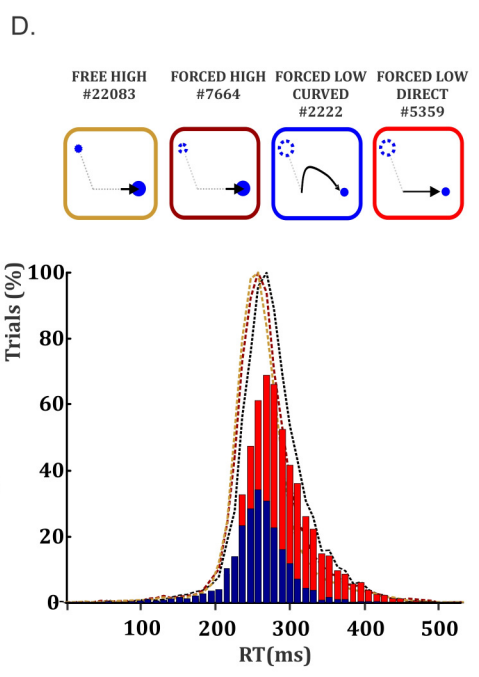 D.
FREE HIGH
#22083
FORCED HIGH
#7664
FORCED LOW
CURVED
#2222
FORCED LOW
DIRECT
#5359
Trials (%)
100
80
60
40
20
0
100 200 300 400 500
RT(ms)